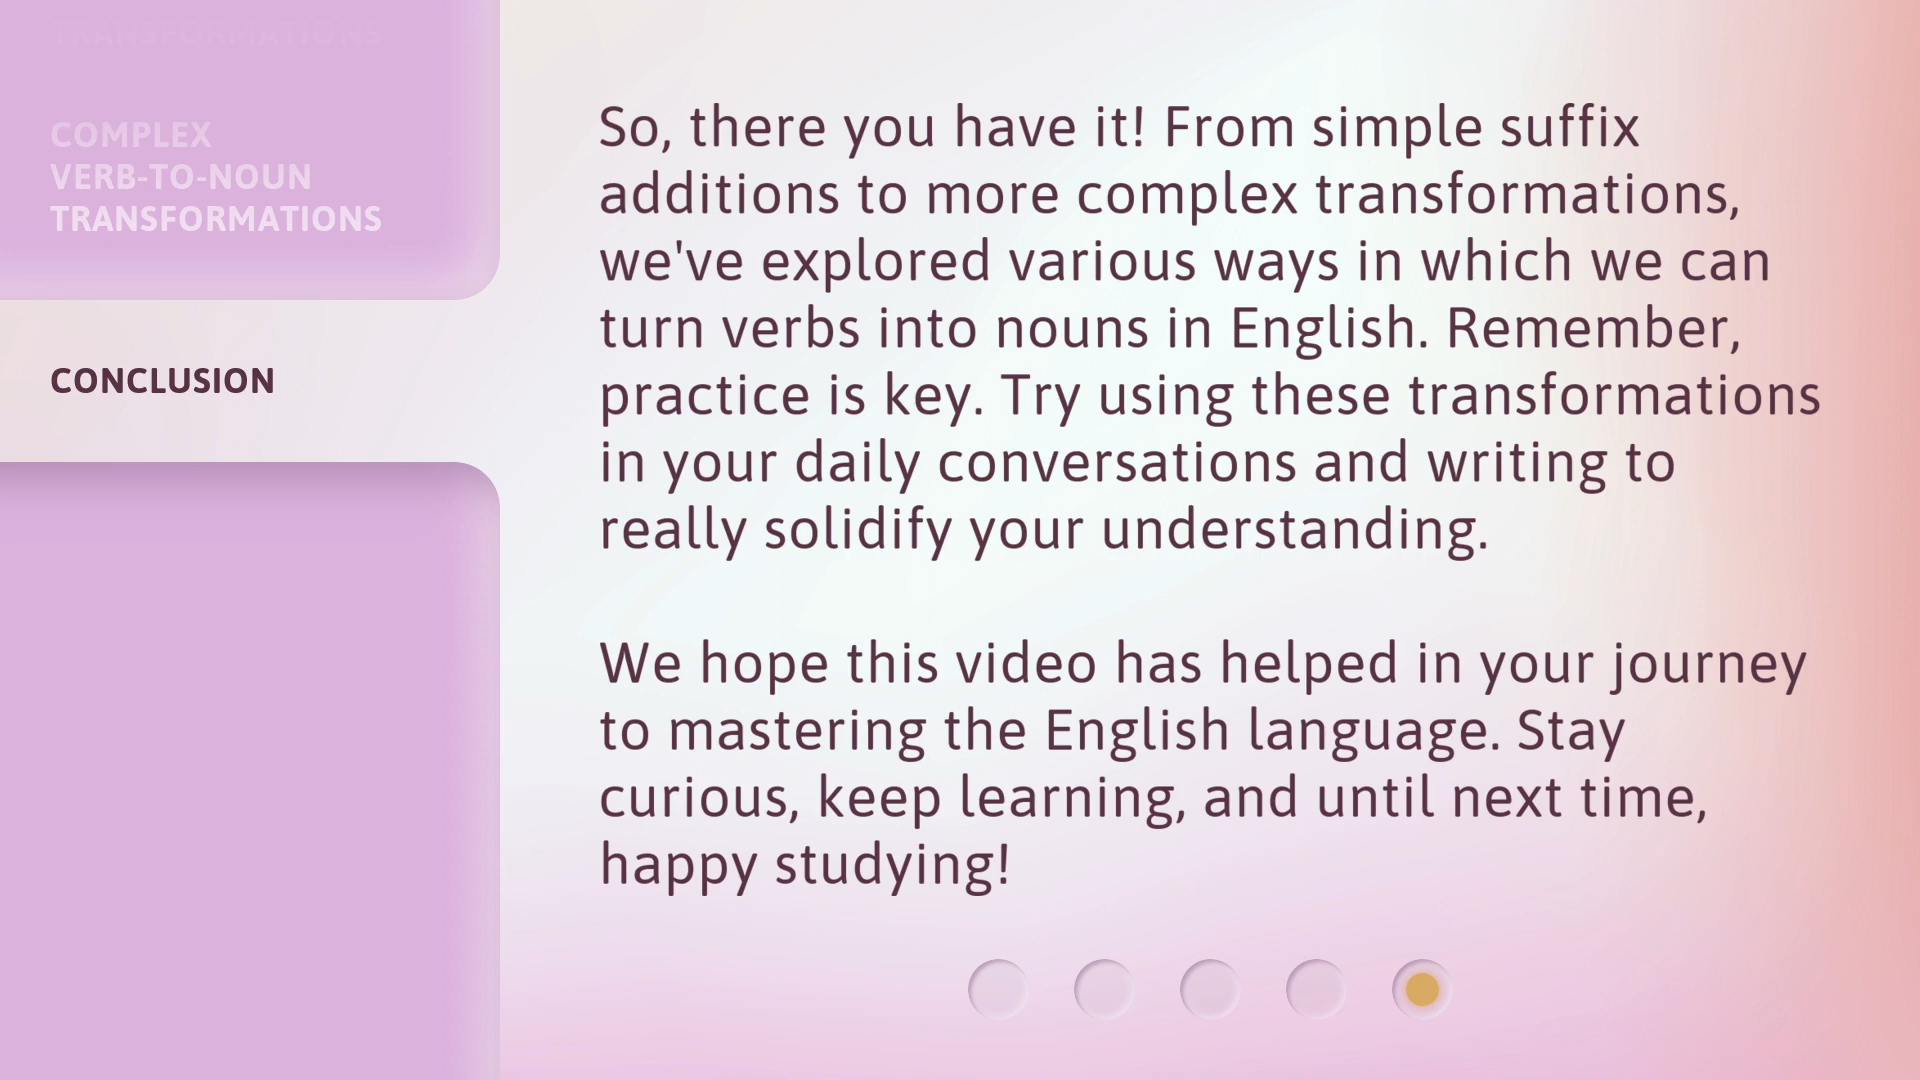 TRANSFORMATIONS
COMPLEX
VERB-TO-NOUN
TRANSFORMATIONS
CONCLUSION
So, there you have it! From simple suffix
additions to more complex transformations,
we've explored various ways in which we can
turn verbs into nouns in English. Remember,
practice is key. Try using these transformations
in your daily conversations and writing to
really solidify your understanding.
We hope this video has helped in your journey
to mastering the English language. Stay
curious, keep learning, and until next time,
happy studying!